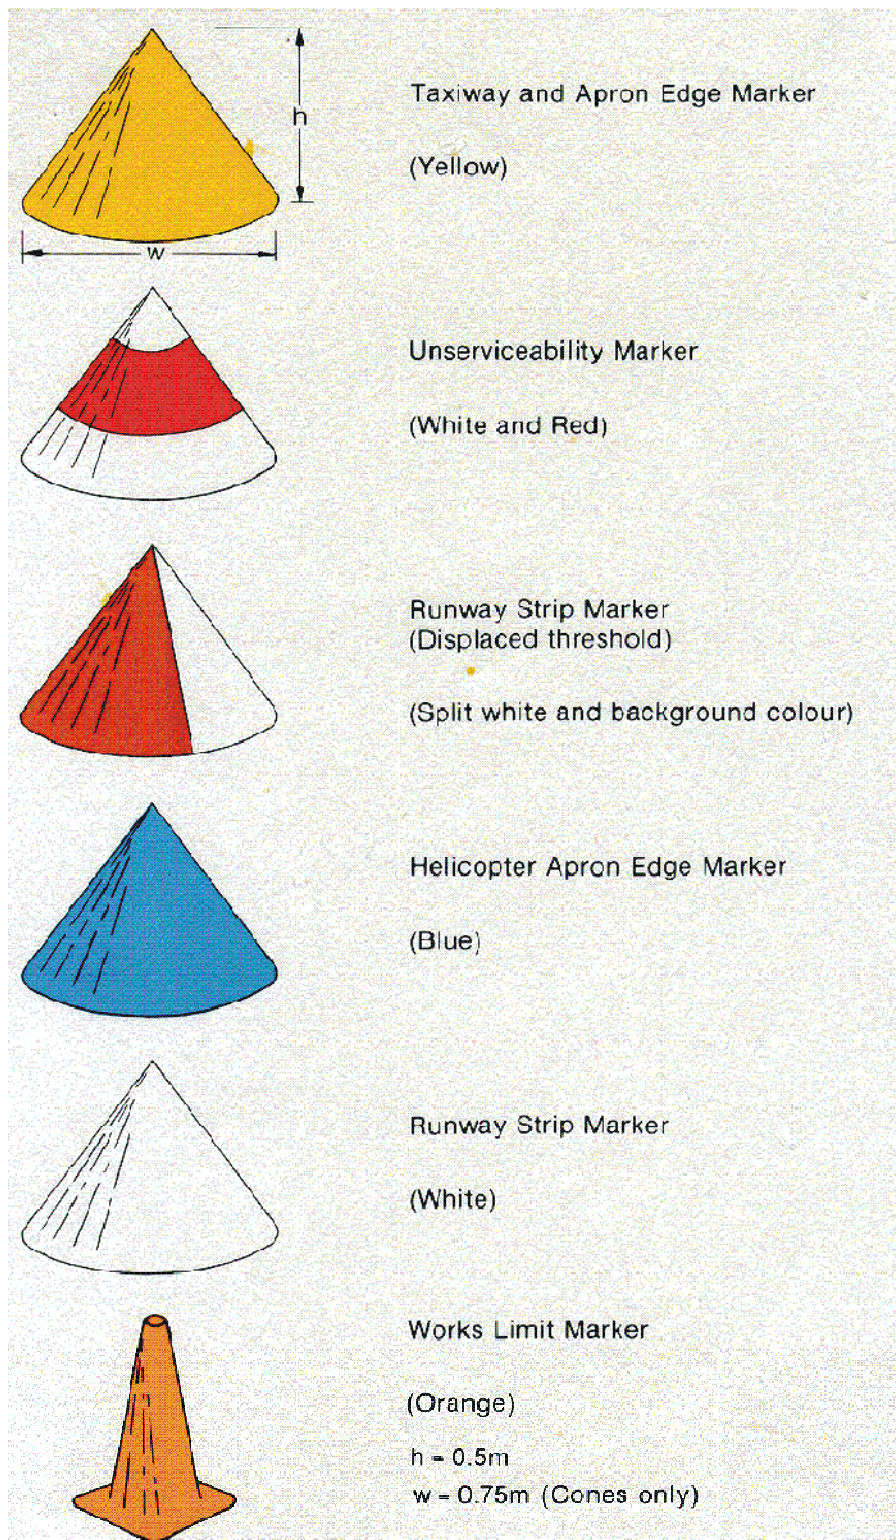 h
w
Taxiway and Apron Edge Marker
(Yellow)
Unserviceability Marker
(White and Red)
Runway Strip Marker
(Displaced threshold)
(Split white and background colour)
Helicopter Apron Edge Marker
(Blue)
Runway Strip Marker
(White)
Works Limit Marker
(Orange)
h = 0.5m
w = 0.75m (Cones only)